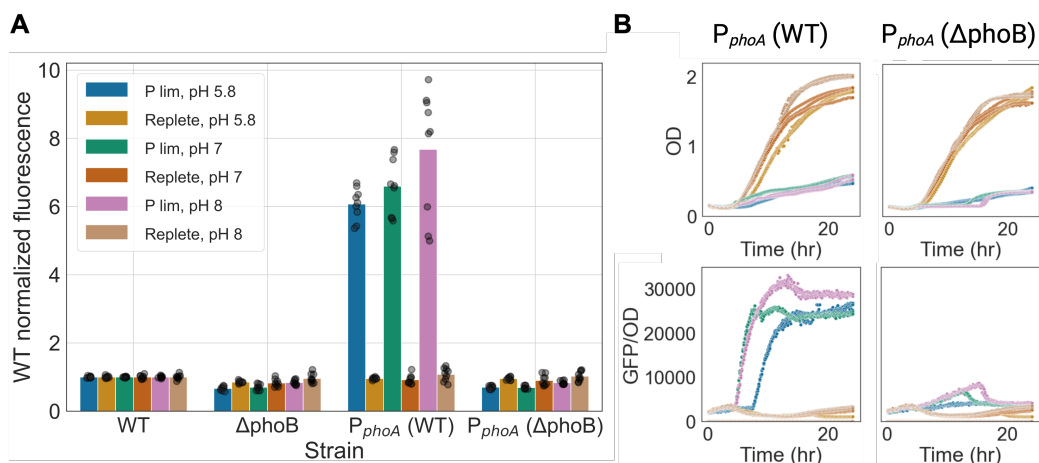 A
WT normalized fluorescence
10
8
6
4
2
0
P lim, pH 5.8
Replete, pH 5.8
P lim, pH 7
Replete, pH 7
P lim, pH 8
Replete, pH 8
WT
ΔphoB
PphoA (WT)
PphoA (ΔphoB)
Strain
B
PphoA (WT)
PphoA (ΔphoB)
OD
2
1
0
0
20
0
20
Time (hr)
Time (hr)
GFP/OD
30000
20000
10000
0
0
20
0
20
Time (hr)
Time (hr)